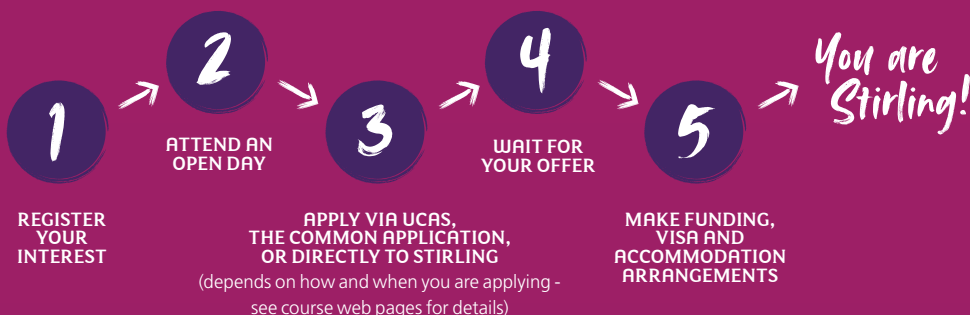 1
REGISTER
YOUR
INTEREST
2
ATTEND AN
OPEN DAY
3
APPLY VIA UCAS,
THE COMMON APPLICATION,
OR DIRECTLY TO STIRLING
(depends on how and when you are applying -
see course web pages for details)
4
WAIT FOR
YOUR OFFER
5
MAKE FUNDING,
VISA AND
ACCOMMODATION
ARRANGEMENTS
You are
Stirling!